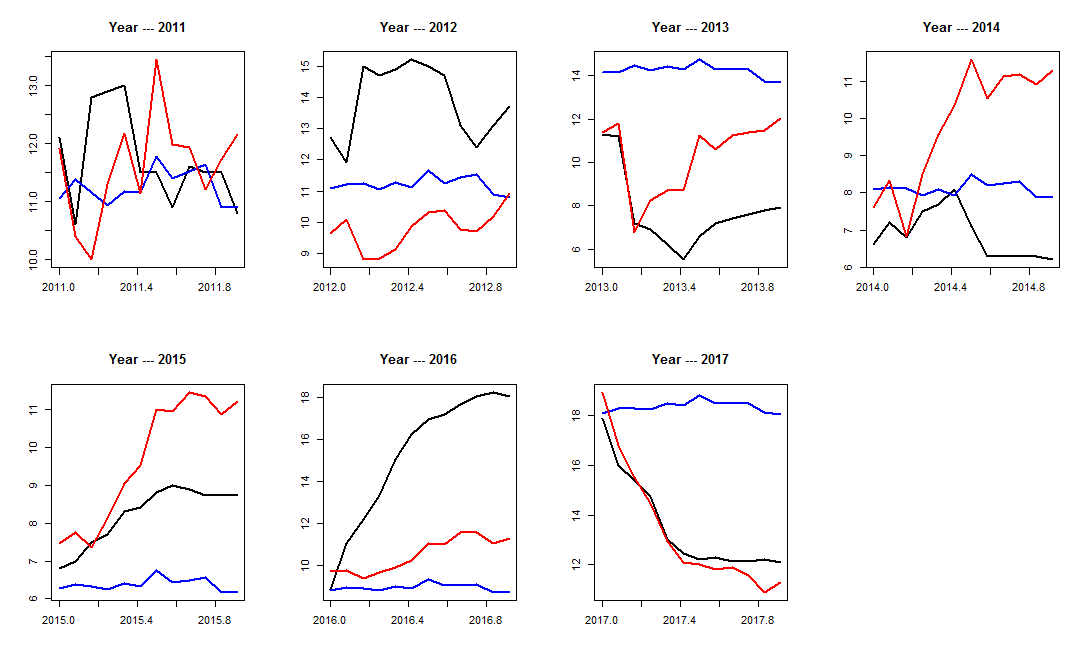 Year --- 2011
Year --- 2012
Year --- 2013
Year --- 2014
10.0 11.0 12.0 13.0
9 10 11 12 13 14 15
6 8 10 12 14
6 7 8 9 10 11
2011.0 2011.4 2011.8
2012.0 2012.4 2012.8
2013.0 2013.4 2013.8
2014.0 2014.4 2014.8
Year --- 2015
Year --- 2016
Year --- 2017
6 7 8 9 10 11
10 12 14 16 18
12 14 16 18
2015.0 2015.4 2015.8
2016.0 2016.4 2016.8
2017.0 2017.4 2017.8